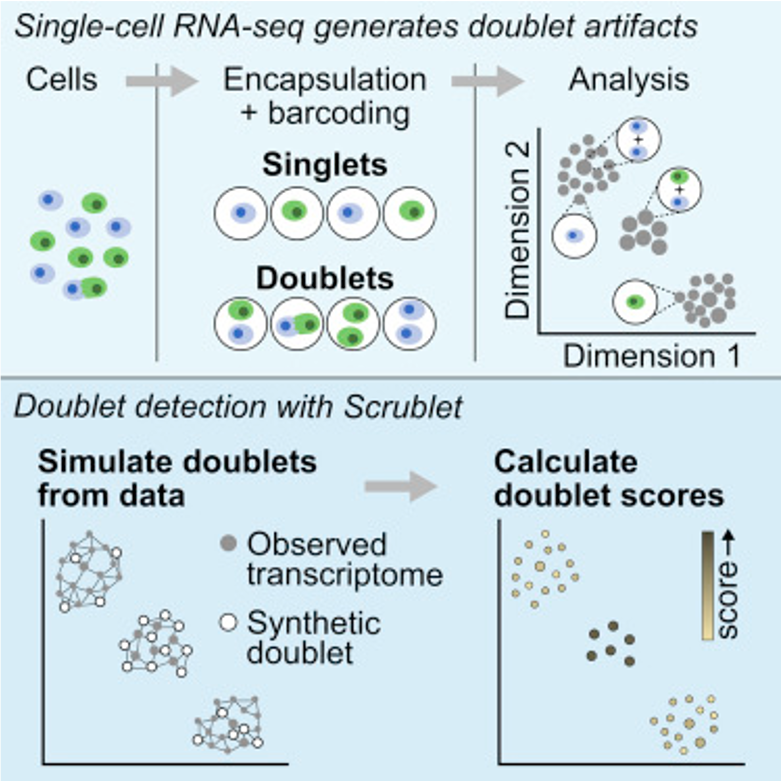 Single-cell RNA-seq generates doublet artifacts
Cells
Encapsulation
+ barcoding
Analysis
Singlets
Doublets
+
+
Dimension 2
Dimension 1
Doublet detection with Scrublet
Simulate doublets
from data
Calculate
doublet scores
Observed
transcriptome
Synthetic
doublet
score